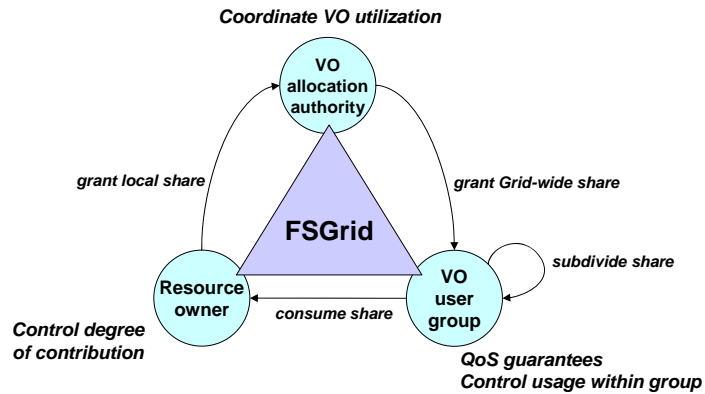 Coordinate VO utilization
VO
allocation
authority
grant local share
grant Grid-wide share
FSGrid
subdivide share
Resource
owner
consume share
VO
user
group
Control degree
of contribution
QoS guarantees
Control usage within group